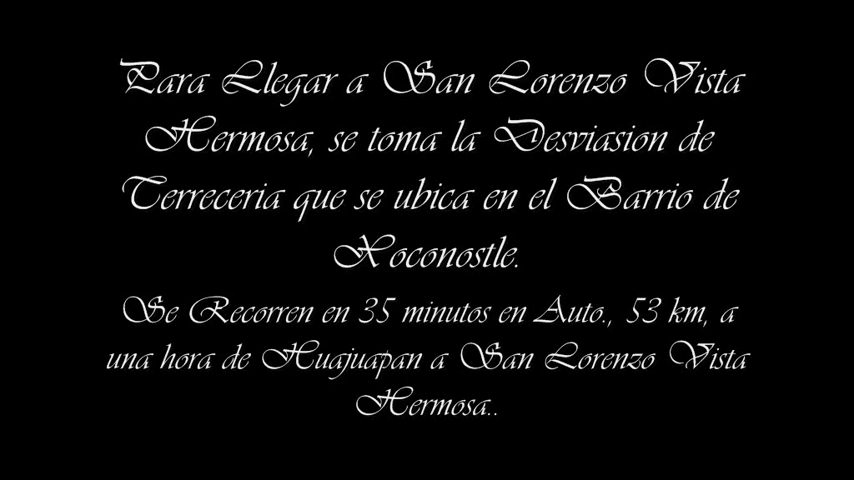 Para Llegar a San Lorenzo Vista
Hermosa, se toma la Desviasion de
Terreceria que se ubica en el Barrio de
Xoconostle.
Se Recorren en 35 minutos en Auto., 53 km, a
una hora de Huajuapan a San Lorenzo Vista
Hermosa..